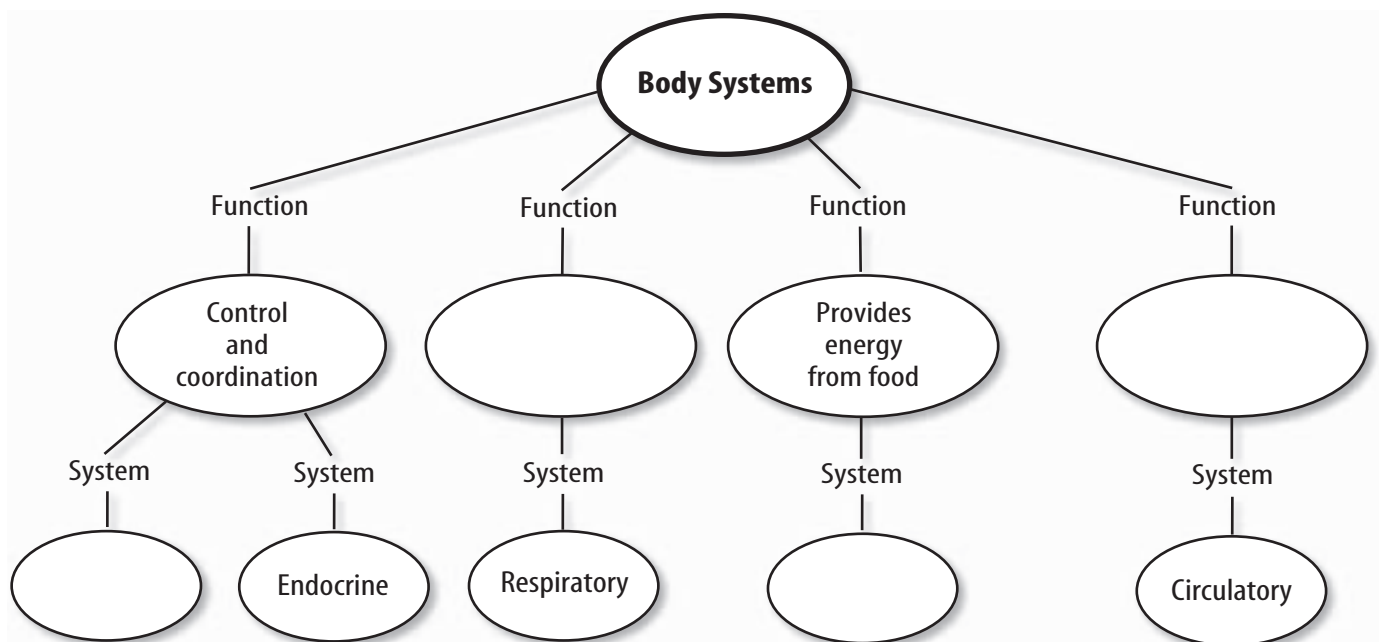 Body Systems
Function
Function
Function
Function
Control
and
coordination
Provides
energy
from food
System
System
System
System
System
Endocrine
Respiratory
Circulatory